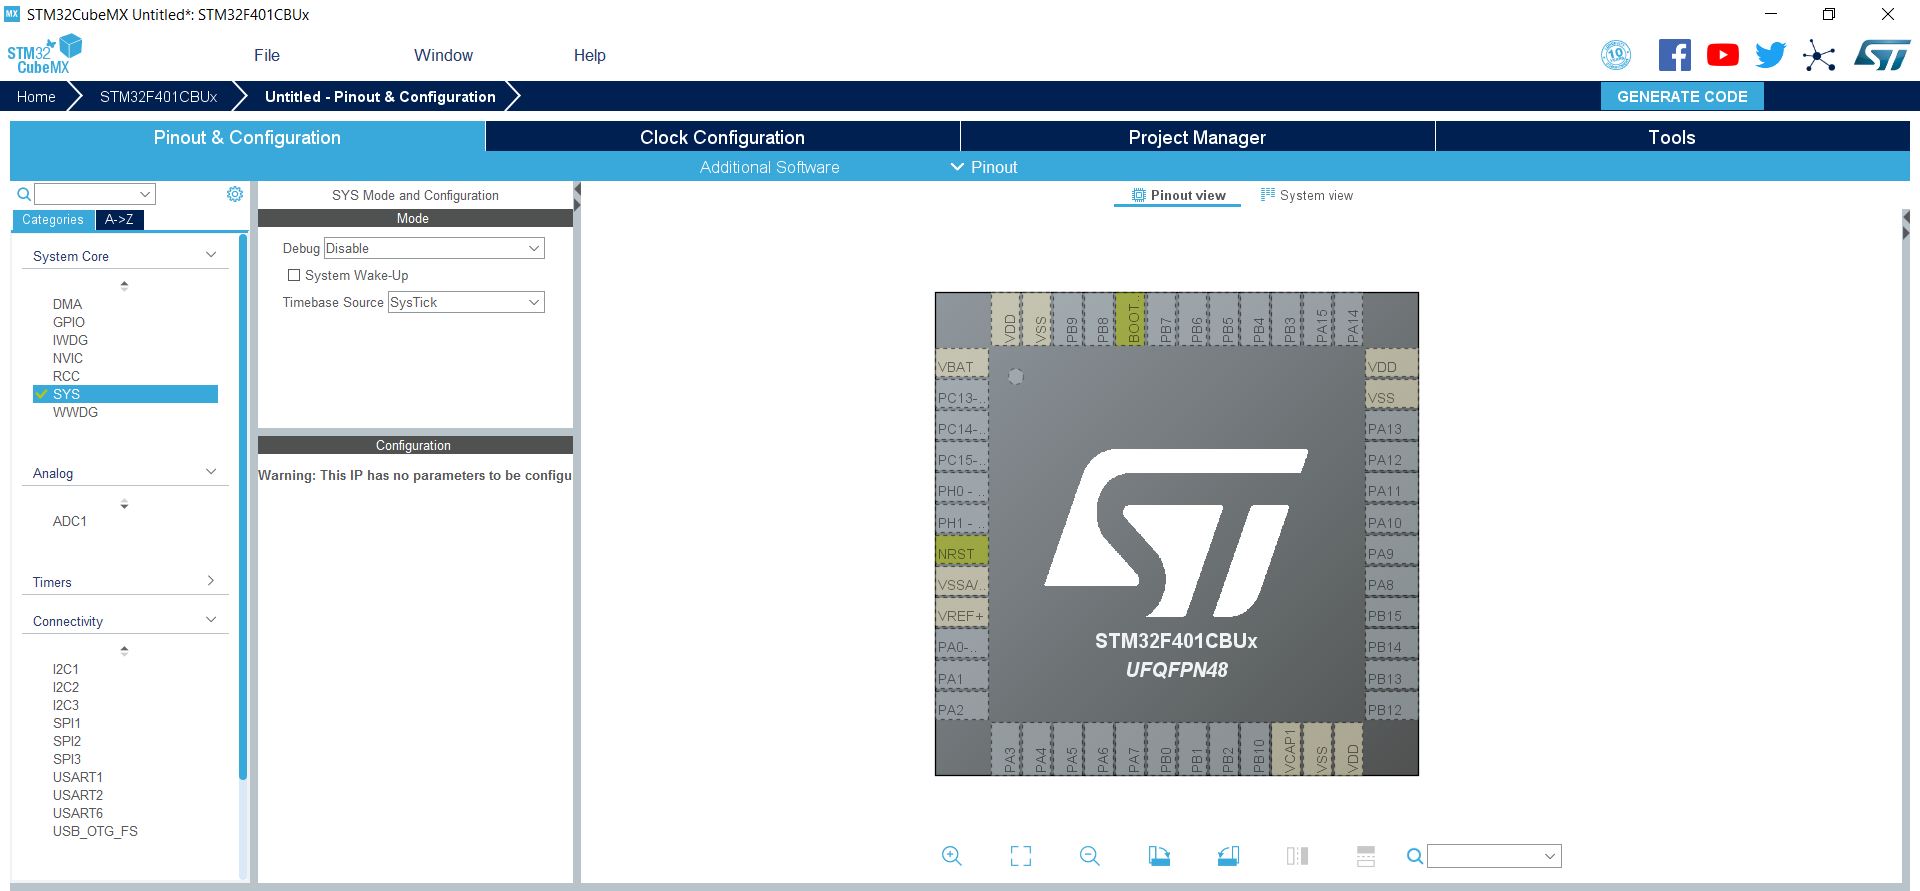 MX STM32CubeMX Untitled*: STM32F401CBUx
STM32
CubeMX
File Window Help
10
ST
Home STM32F401CBUx Untitled - Pinout & Configuration GENERATE CODE
Pinout & Configuration Clock Configuration Project Manager Tools
Additional Software Pinout
SYS Mode and Configuration
Pinout view System view
Categories A->Z
Mode
System Core
Debug Disable
System Wake-Up
Timebase Source SysTick
DMA
GPIO
IWDG
NVIC
RCC
SYS
WWDG
Configuration
Warning: This IP has no parameters to be configu
Analog
ADC1
Timers
Connectivity
I2C1
I2C2
I2C3
SPI1
SPI2
SPI3
USART1
USART2
USART6
USB_OTG_FS
VDD VSS PB9 PB8 BOOT.. PB7 PB6 PB5 PB4 PB3 PA15 PA14
VBAT
PC13-..
PC14-..
PC15-..
PH0 - ..
PH1 - ..
NRST
VSSA/..
VREF+
PA0-..
PA1
PA2
ST
STM32F401CBUx
UFQFPN48
VDD
VSS
PA13
PA12
PA11
PA10
PA9
PA8
PB15
PB14
PB13
PB12
PA3 PA4 PA5 PA6 PA7 PB0 PB1 PB2 PB10 VCAP1 VSS VDD